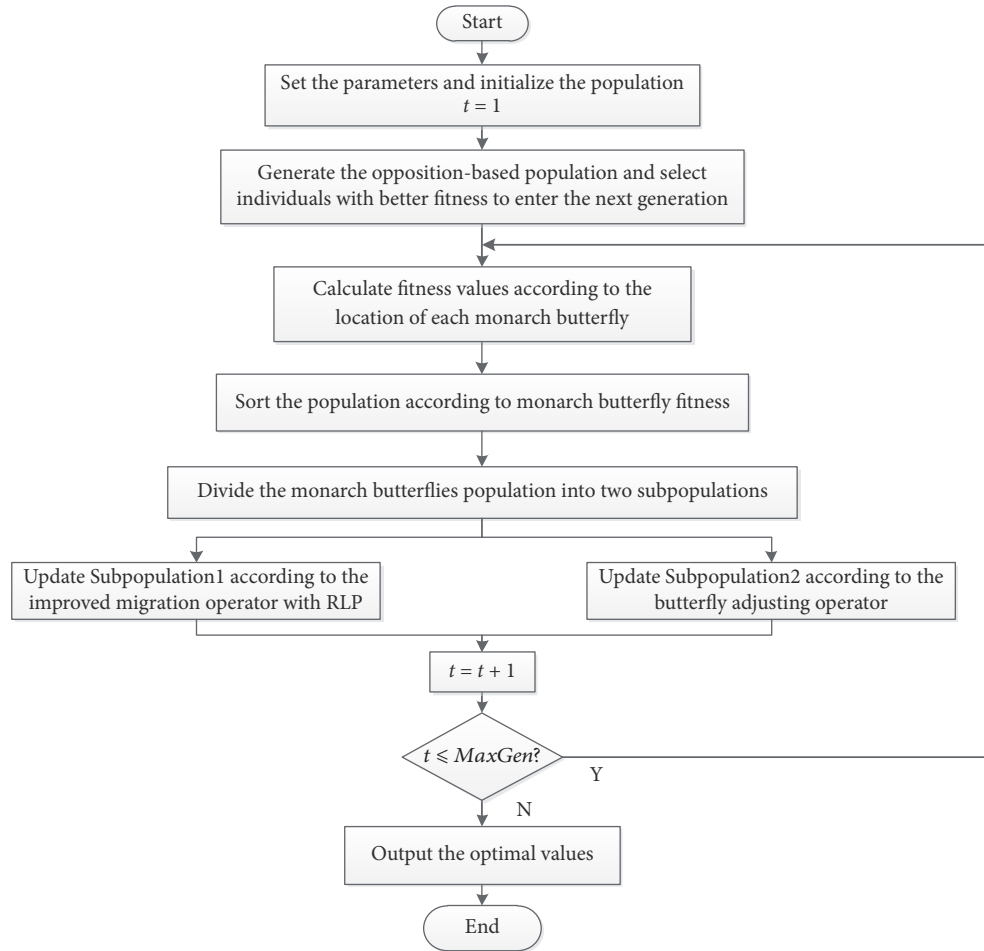 Start
Set the parameters and initialize the population
t = 1
Generate the opposition-based population and select
individuals with better fitness to enter the next generation
Calculate fitness values according to the
location of each monarch butterfly
Sort the population according to monarch butterfly fitness
Divide the monarch butterflies population into two subpopulations
Update Subpopulation1 according to the
improved migration operator with RLP
Update Subpopulation2 according to the
butterfly adjusting operator
t = t + 1
t ⩽ MaxGen?
Y
N
Output the optimal values
End